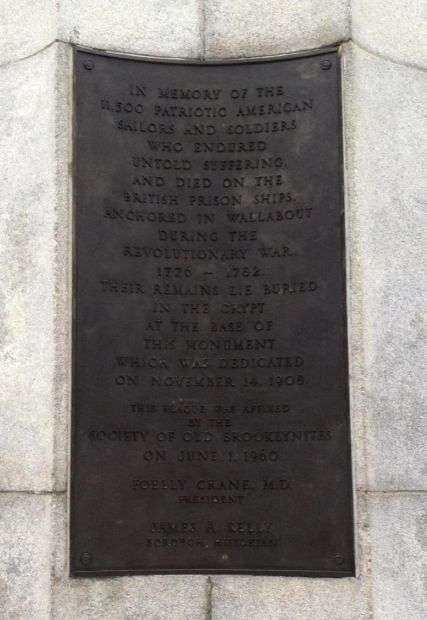 IN MEMORY OF THE
11,500 PATRIOTIC AMERICAN
SAILORS AND SOLDIERS
WHO ENDURED
UNTOLD SUFFERING,
AND DIED ON THE
BRITISH PRISON SHIPS,
ANCHORED IN WALLABOUT
DURING THE
REVOLUTIONARY WAR,
1776 – 1782.
THEIR REMAINS LIE BURIED
IN THE CRYPT
AT THE BASE OF
THIS MONUMENT
WHICH WAS DEDICATED
ON NOVEMBER 14, 1908.
THIS PLAQUE WAS AFFIXED
BY THE
SOCIETY OF OLD BROOKLYNITES
ON JUNE 1, 1960
CRANE, M.D.
PRESIDENT
JAMES A. KELLY
BOROUGH HISTORIAN